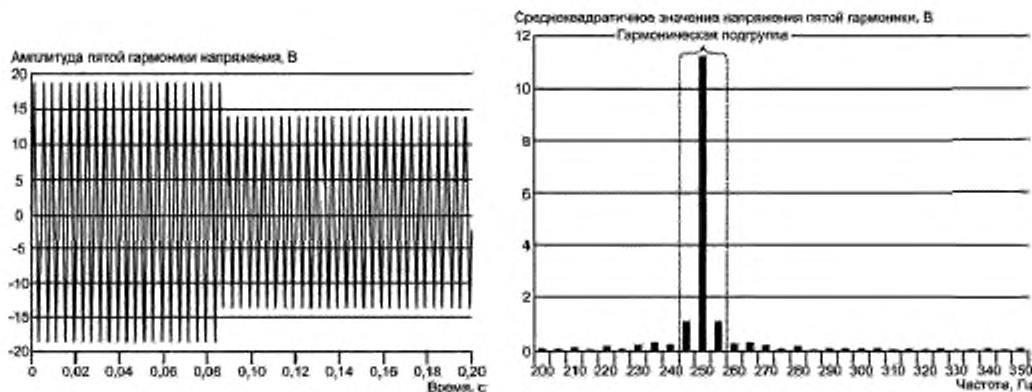 Амплитуда пятой гармоники напряжения, В
20
15
10
5
0
-5
-10
-15
-20
0 0,02 0,04 0,06 0,08 0,10 0,12 0,14 0,16 0,18 0,20
Время, с
Среднеквадратичное значение напряжения пятой гармоники, В
Гармоническая подгруппа
12
10
8
6
4
2
0
200 210 220 230 240 250 260 270 280 290 300 310 320 330 340 350
Частота, Гц